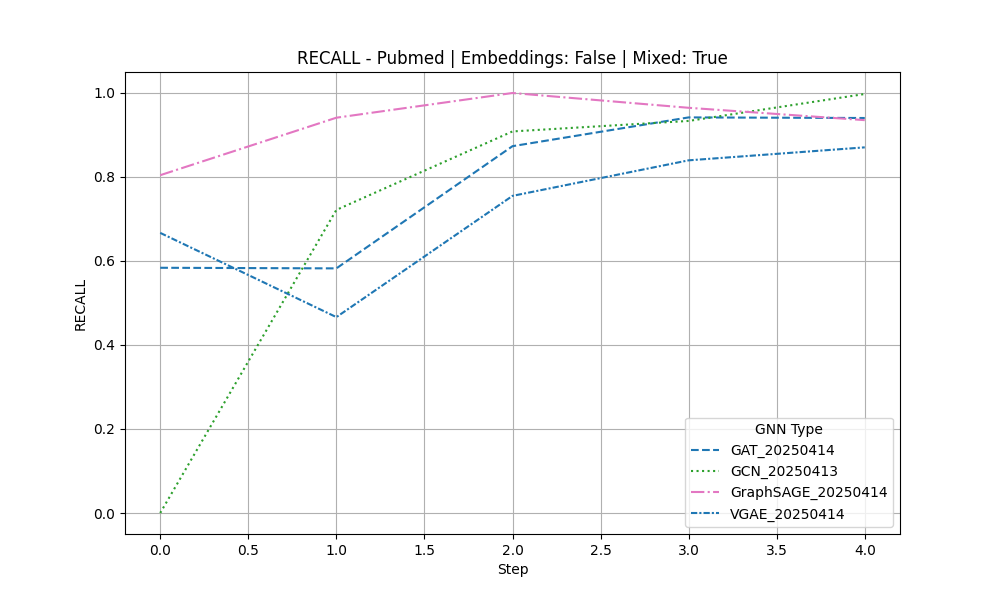 RECALL - Pubmed | Embeddings: False | Mixed: True
1.0
0.8
0.6
0.4
0.2
0.0
RECALL
GNN Type
GAT_20250414
GCN_20250413
GraphSAGE_20250414
VGAE_20250414
0.0 0.5 1.0 1.5 2.0 2.5 3.0 3.5 4.0
Step